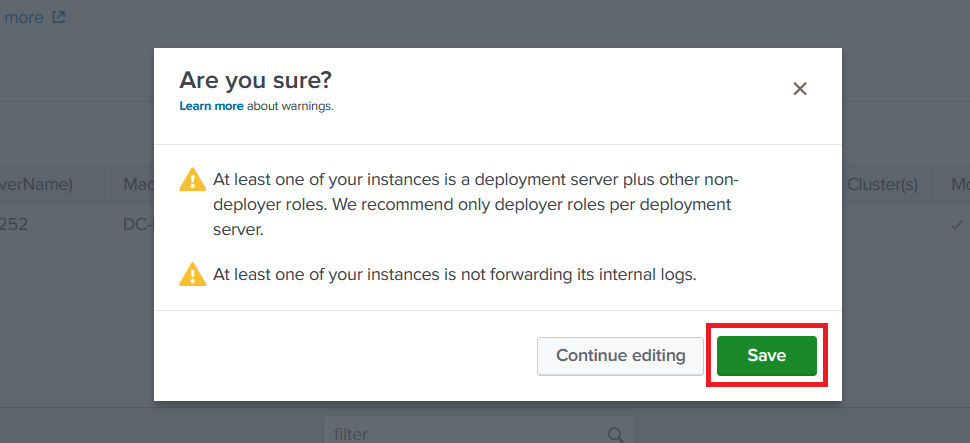 more
Are you sure?
Learn more about warnings.
verName)
Mac
Cluster(s)
Mo
252
DC-
At least one of your instances is a deployment server plus other non-
deployer roles. We recommend only deployer roles per deployment
server.
At least one of your instances is not forwarding its internal logs.
Continue editing
Save
filter